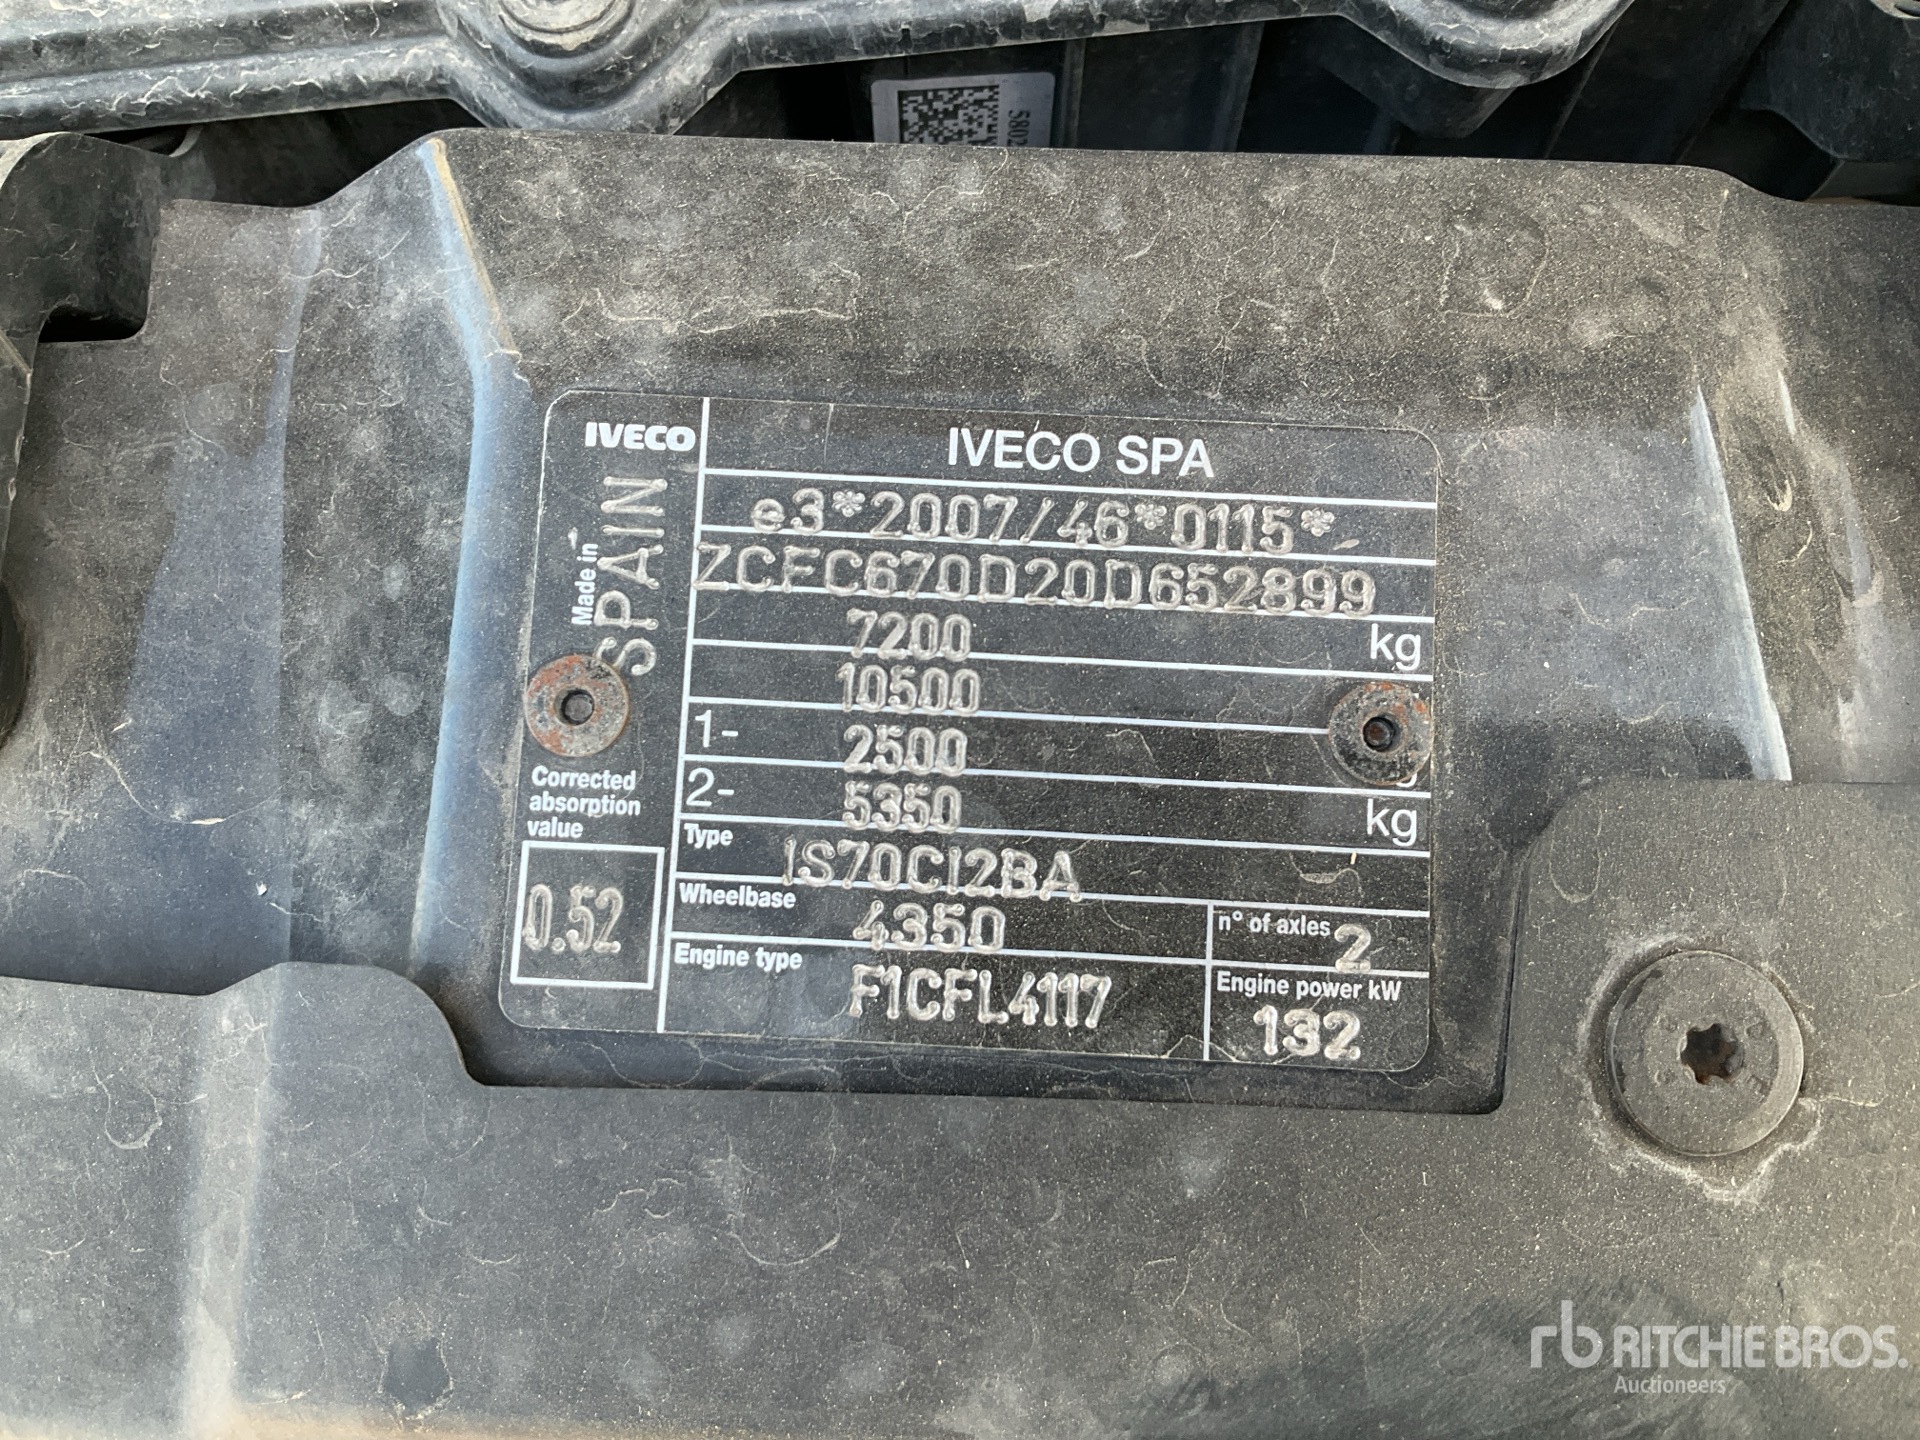 IVECO
IVECO SPA
Made in
SPAIN
e3*2007/46*0115*
ZCFC670D20D652899
7200 kg
10500
1- 2500
2- 5350 kg
Corrected
absorption
value
0.52
Type
IS70CI2BA
Wheelbase
4350
n° of axles 2
Engine type
F1CFL4117
Engine power kW
132
rb RITCHIE BROS.
Auctioneers